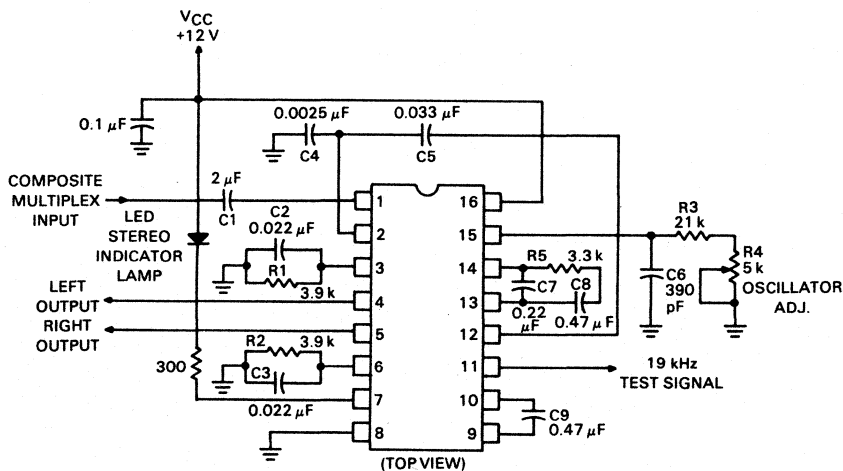 VCC
+12 V
0.1 µF
0.0025 µF
C4
0.033 µF
C5
COMPOSITE
MULTIPLEX
INPUT
2 µF
C1
LED
STEREO
INDICATOR
LAMP
C2
0.022 µF
R1
3.9 k
LEFT
OUTPUT
RIGHT
OUTPUT
R2
3.9 k
300
C3
0.022 µF
1
2
3
4
5
6
7
8
16
15
14
13
12
11
10
9
(TOP VIEW)
R3
21 k
R4
5 k
OSCILLATOR
ADJ.
C6
390
pF
R5
3.3 k
C7
0.22
µF
C8
0.47 µF
19 kHz
TEST SIGNAL
C9
0.47 µF